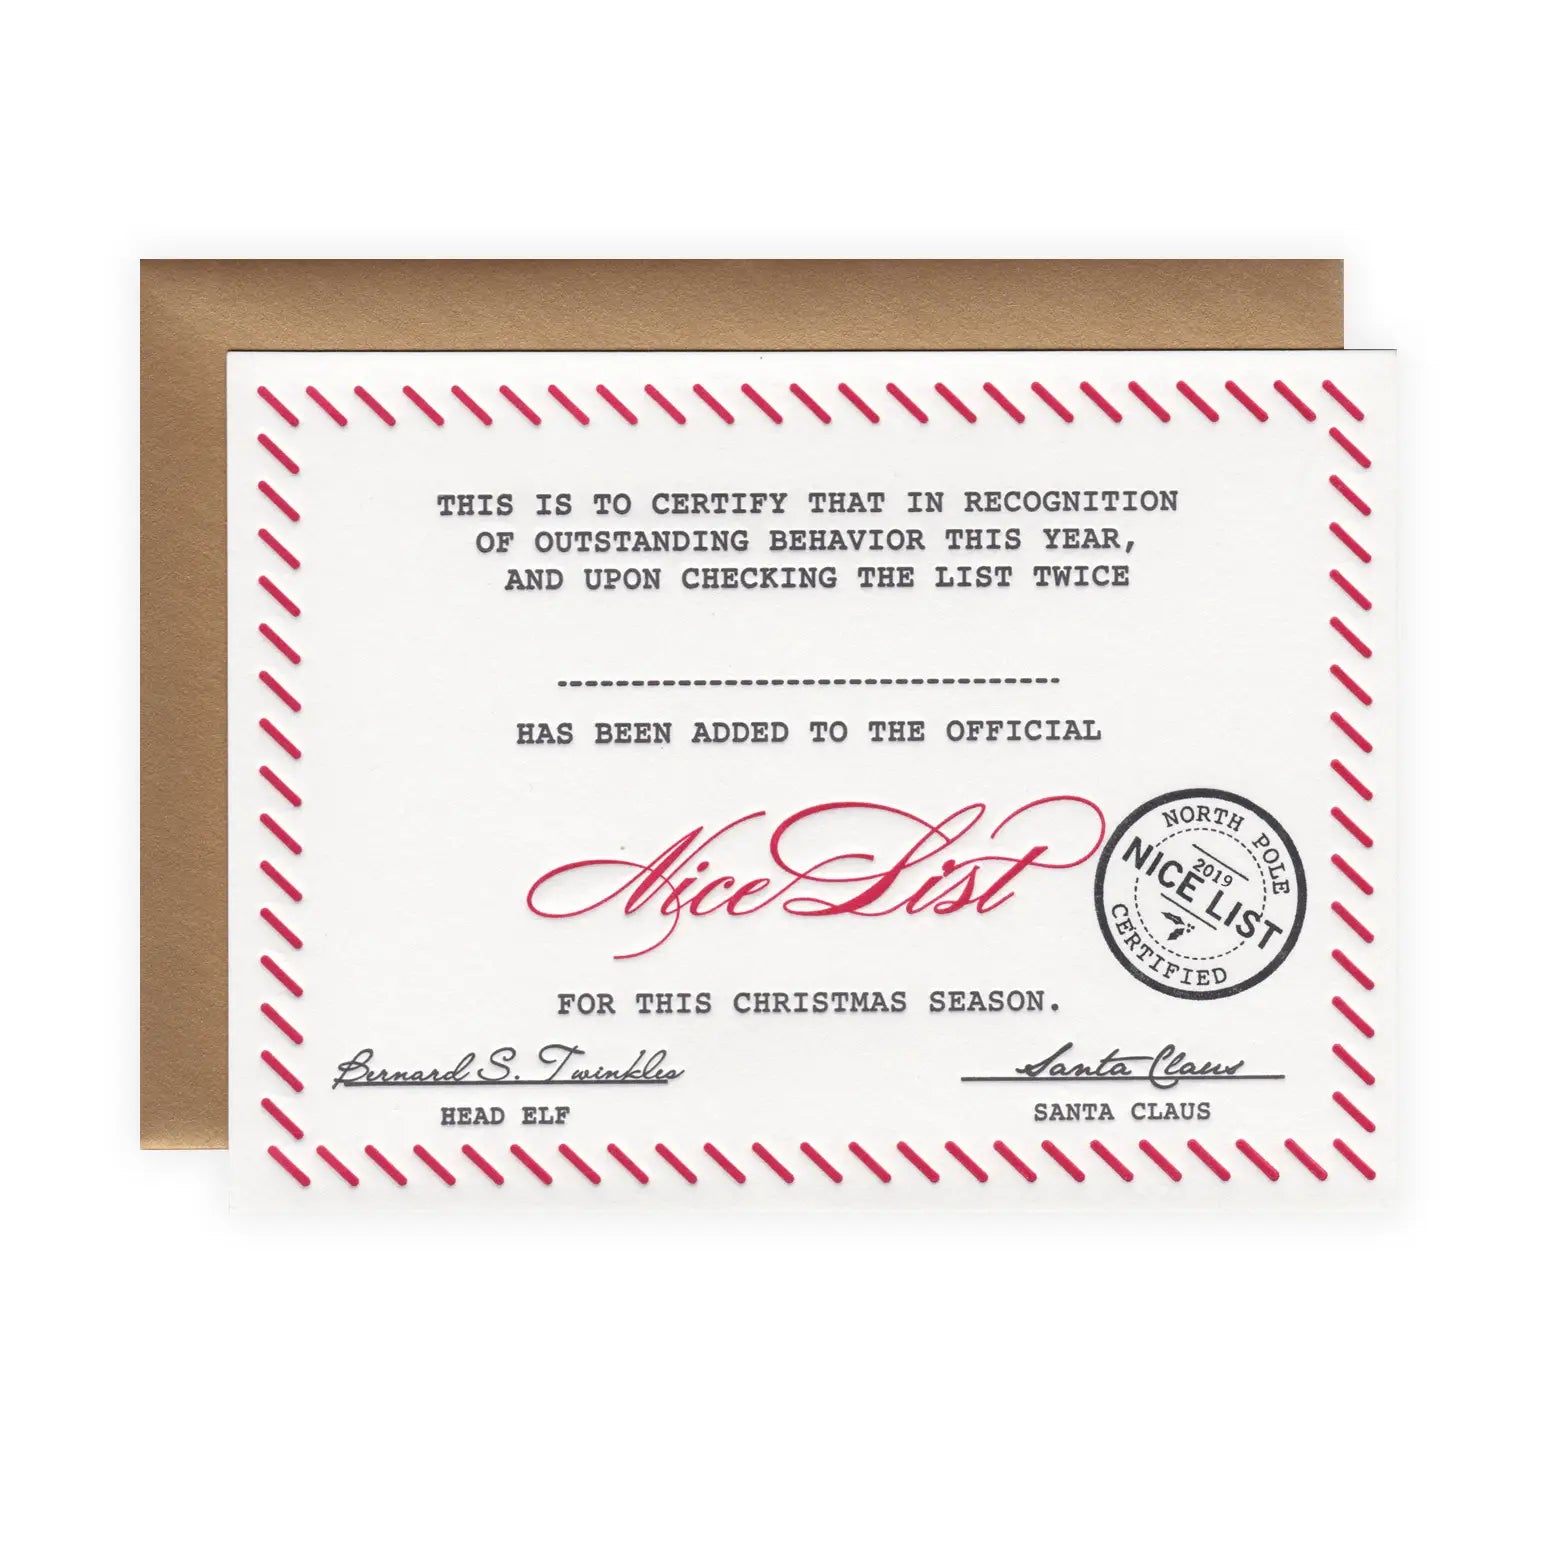 THIS IS TO CERTIFY THAT IN RECOGNITION
OF OUTSTANDING BEHAVIOR THIS YEAR,
AND UPON CHECKING THE LIST TWICE
HAS BEEN ADDED TO THE OFFICIAL
Nice List
NORTH POLE
2019
NICE LIST
CERTIFIED
FOR THIS CHRISTMAS SEASON.
Bernard S. Twinkles
HEAD ELF
Santa Claus
SANTA CLAUS